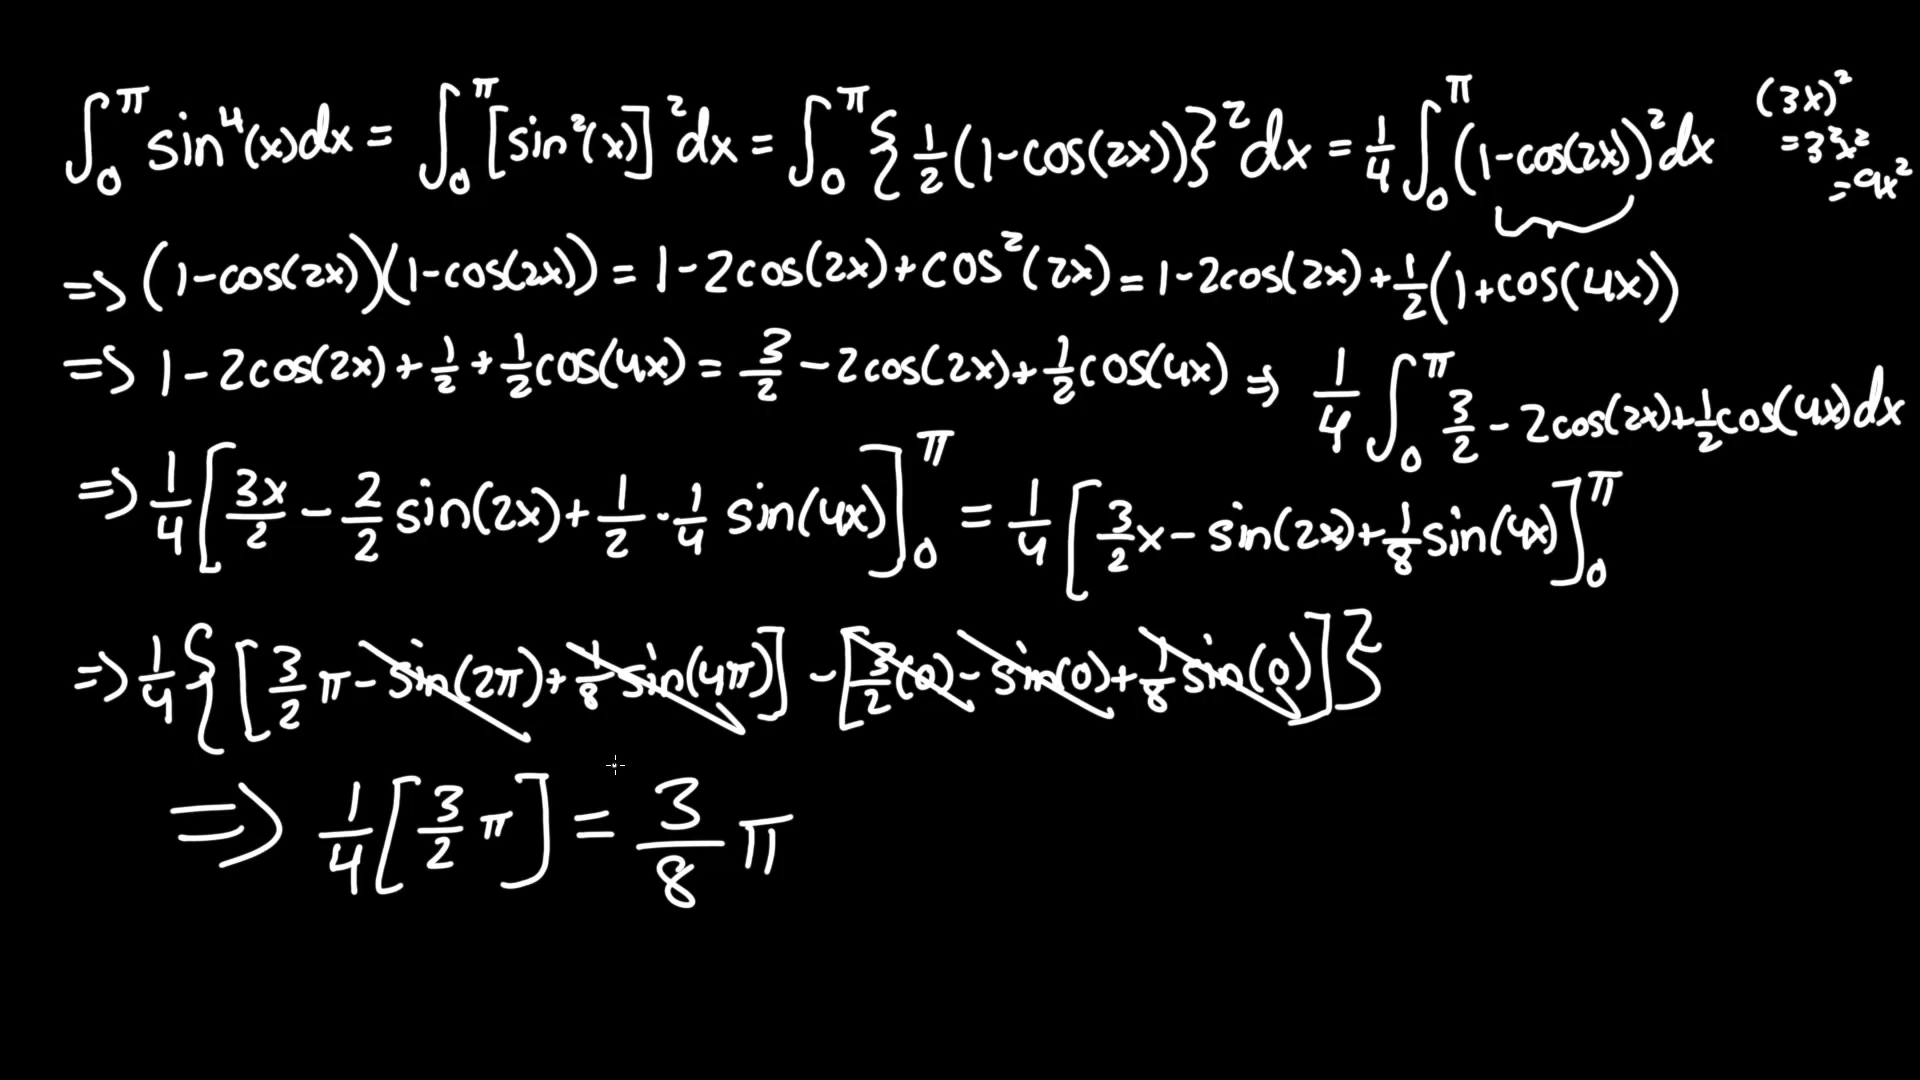 ∫₀^π sin⁴(x)dx = ∫₀^π [sin²(x)]²dx = ∫₀^π {½(1-cos(2x))}²dx = ¼∫₀^π (1-cos(2x))²dx
(3x)²
=3²x²
=9x²
=> (1-cos(2x))(1-cos(2x)) = 1-2cos(2x)+cos²(2x) = 1-2cos(2x)+½(1+cos(4x))
=> 1-2cos(2x)+½+½cos(4x) = 3/2-2cos(2x)+½cos(4x) => ¼∫₀^π 3/2-2cos(2x)+½cos(4x)dx
=> ¼[3x/2 - 2/2 sin(2x)+½·¼ sin(4x)]₀^π = ¼[3/2x-sin(2x)+⅛sin(4x)]₀^π
=> ¼{[3/2π-sin(2π)+⅛sin(4π)]-[3/2(0)-sin(0)+⅛sin(0)]}
=> ¼[3/2π] = 3/8π